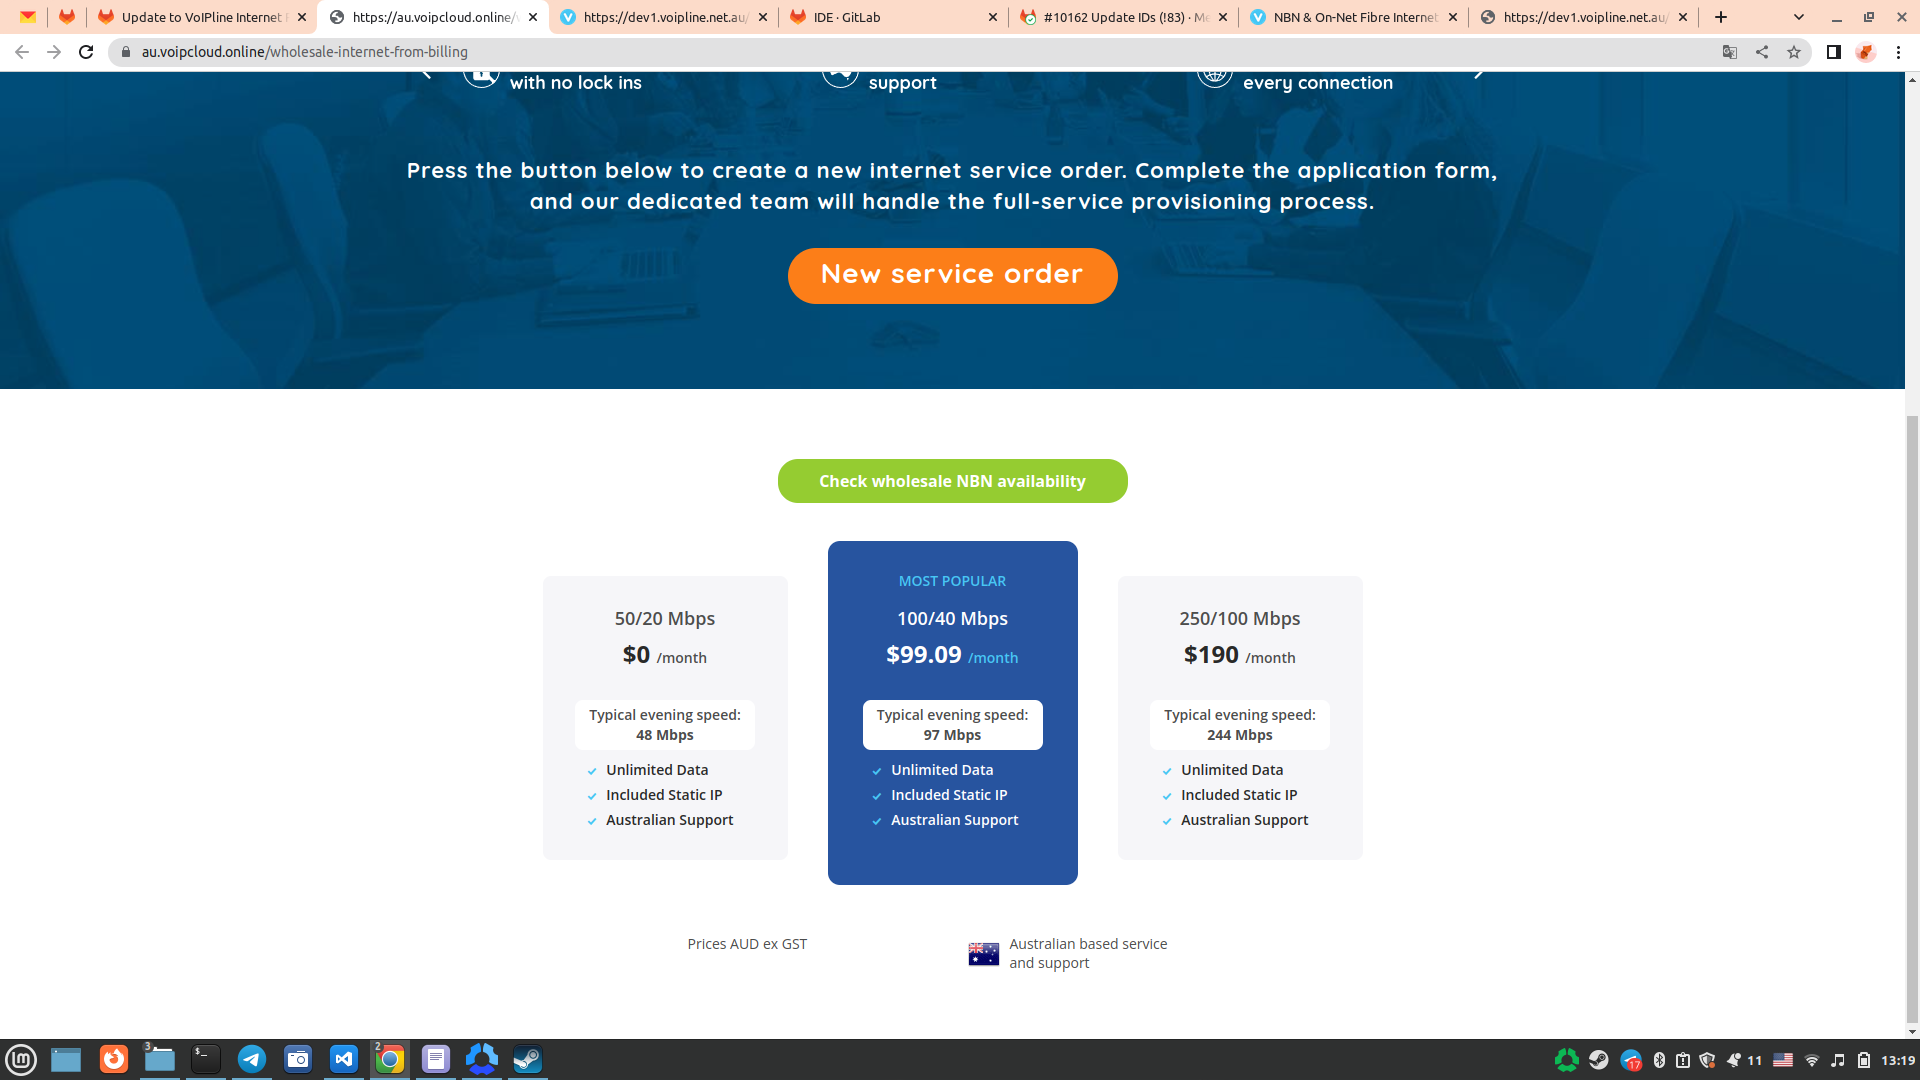 Update to VoIPline Internet
https://au.voipcloud.online/
https://dev1.voipline.net.au/
IDE · GitLab
#10162 Update IDs (!83) · Me
NBN & On-Net Fibre Internet
https://dev1.voipline.net.au/
au.voipcloud.online/wholesale-internet-from-billing
with no lock ins
support
every connection
Press the button below to create a new internet service order. Complete the application form,
and our dedicated team will handle the full-service provisioning process.
New service order
Check wholesale NBN availability
50/20 Mbps
$0 /month
Typical evening speed:
48 Mbps
Unlimited Data
Included Static IP
Australian Support
MOST POPULAR
100/40 Mbps
$99.09 /month
Typical evening speed:
97 Mbps
Unlimited Data
Included Static IP
Australian Support
250/100 Mbps
$190 /month
Typical evening speed:
244 Mbps
Unlimited Data
Included Static IP
Australian Support
Prices AUD ex GST
Australian based service
and support
3
2
17
11
13:19